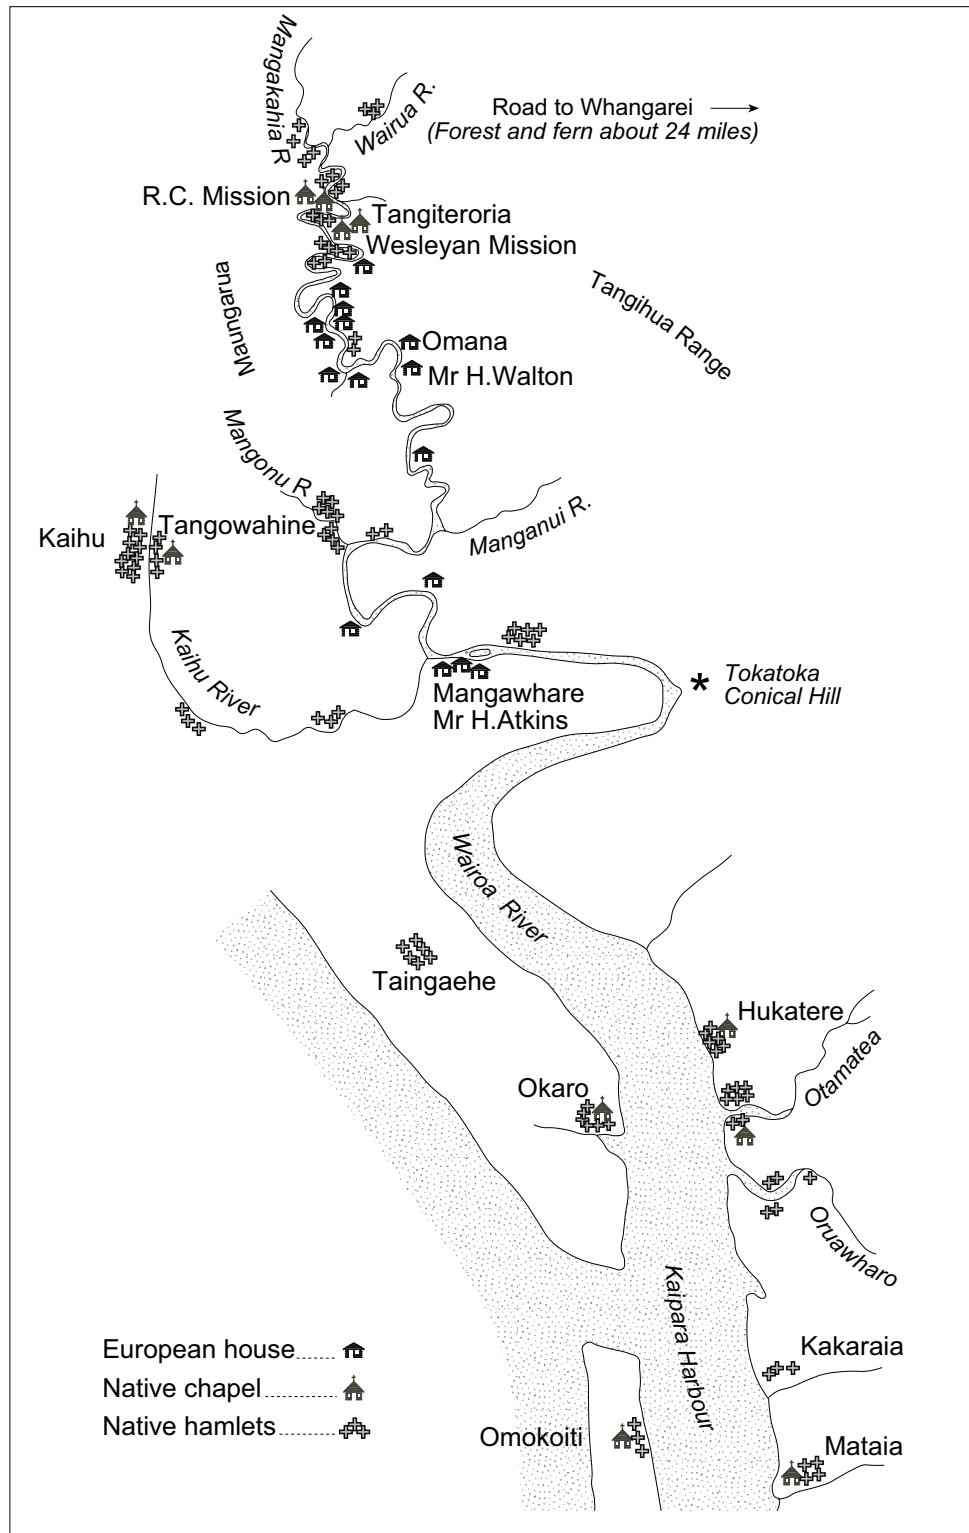 Mangakahia R
Wairua R.
Road to Whangarei
(Forest and fern about 24 miles)
R.C. Mission
Tangiteroria
Wesleyan Mission
Maungarua
Tangihua Range
Omana
Mr H.Walton
Mangonu R
Kaihu
Tangowahine
Manganui R.
Kaihu River
Mangawhare
Mr H.Atkins
Tokatoka
Conical Hill
Wairoa River
Taingaehe
Hukatere
Otamatea
Okaro
Oruawharo
Kaipara Harbour
European house
Native chapel
Native hamlets
Kakaraia
Omokoiti
Mataia